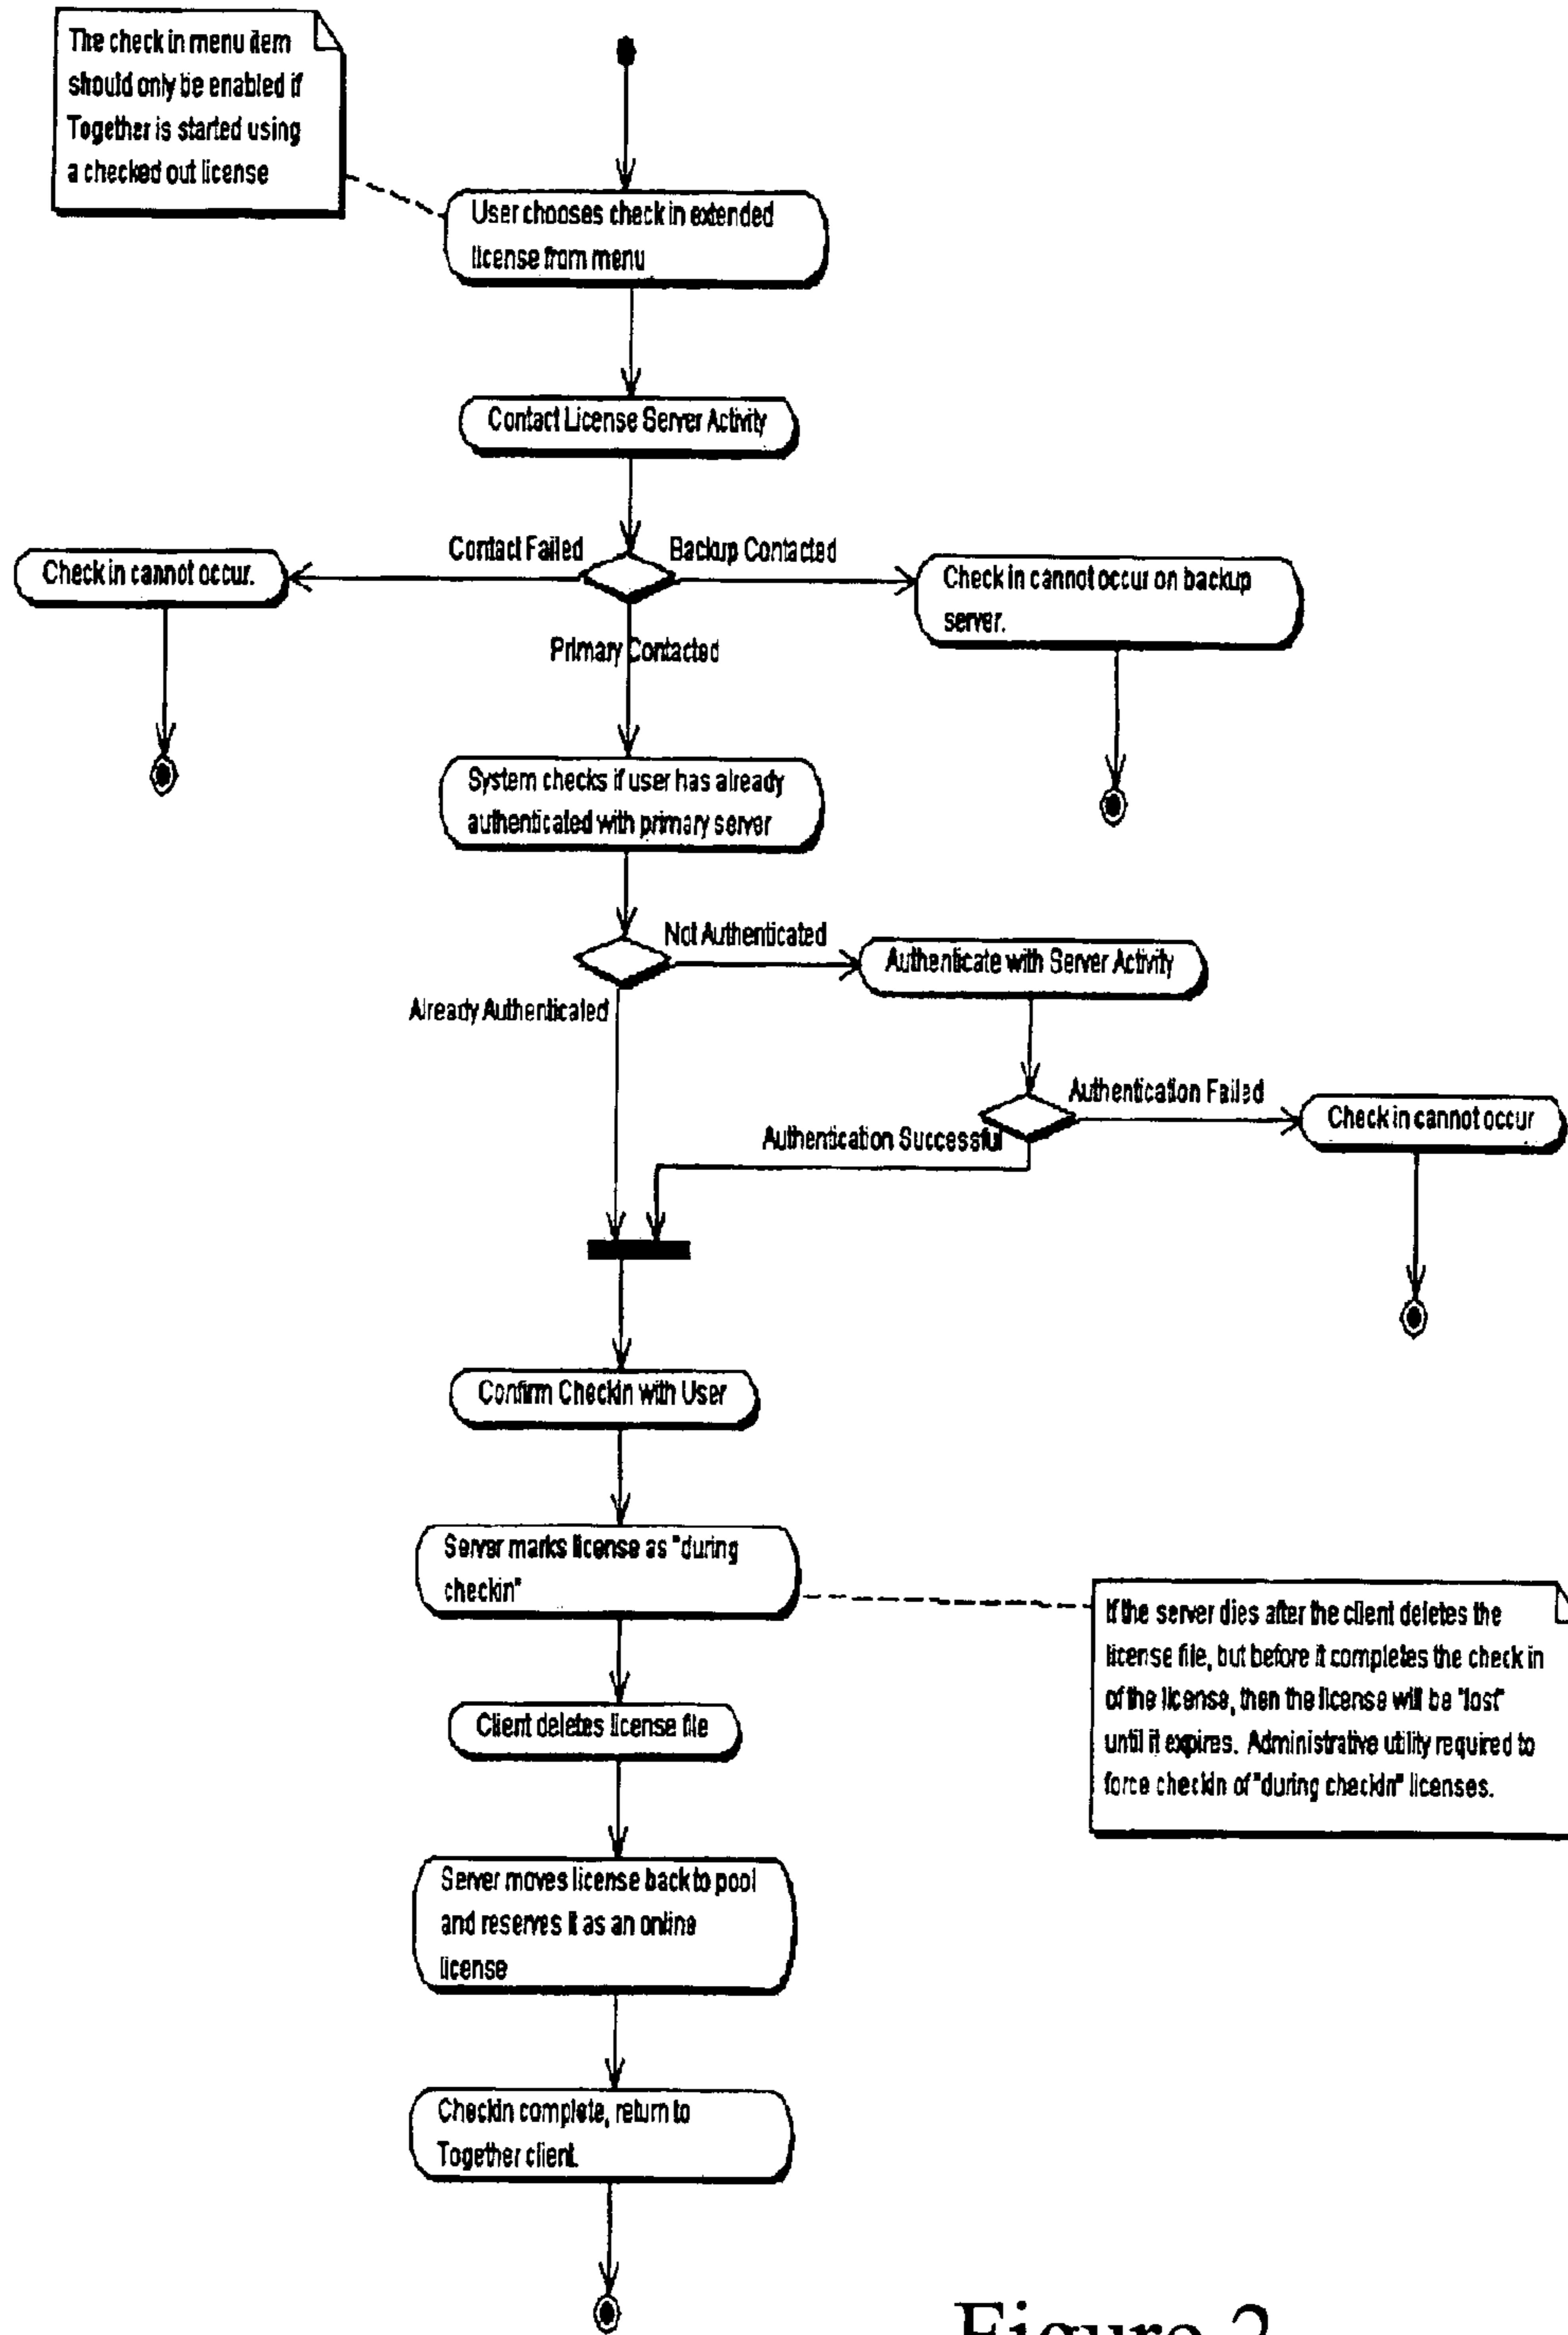 The check in menu item
should only be enabled if
Together is started using
a checked out license
User chooses check in extended
license from menu
Contact License Server Activity
Contact Failed
Backup Contacted
Check in cannot occur.
Check in cannot occur on backup
server.
Primary Contacted
System checks if user has already
authenticated with primary server
Not Authenticated
Authenticate with Server Activity
Already Authenticated
Authentication Failed
Check in cannot occur
Authentication Successful
Confirm Checkin with User
Server marks license as "during
checkin"
If the server dies after the client deletes the
license file, but before it completes the check in
of the license, then the license will be "lost"
until it expires. Administrative utility required to
force checkin of "during checkin" licenses.
Client deletes license file
Server moves license back to pool
and reserves it as an online
license
Checkin complete, return to
Together client.
Figure 2